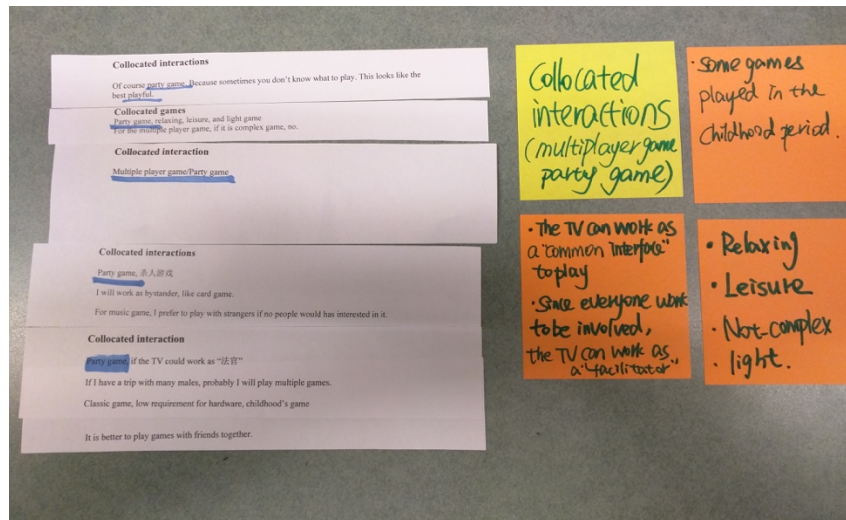 Collocated interactions
Of course party game. Because sometimes you don't know what to play. This looks like the
best playful.
Collocated games
Party game, relaxing, leisure, and light game
For the multiple player game, if it is complex game, no.
Collocated interaction
Multiple player game/Party game
Collocated interactions
Party game, 杀人游戏
I will work as bystander, like card game.
For music game, I prefer to play with strangers if no people would has interested in it.
Collocated interaction
Party game, if the TV could work as "法官"
If I have a trip with many males, probably I will play multiple games.
Classic game, low requirement for hardware, childhood's game
It is better to play games with friends together.
Collocated
interactions
(multiplayer game
party game)
· Some games
played in the
childhood period.
· The TV can work as
a "common interface"
to play
· Since everyone work
to be involved,
the TV can work as
a "facilitator"
· Relaxing
· Leisure
· Not-complex
· light.